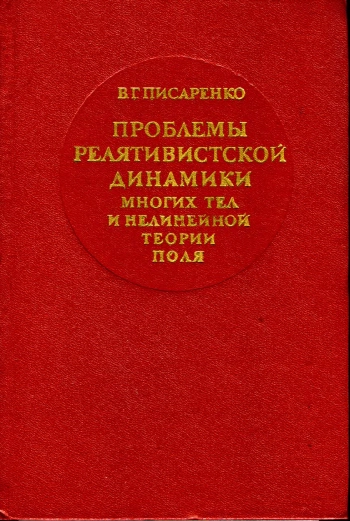 В.Г.ПИСАРЕНКО
ПРОБЛЕМЫ
РЕЛЯТИВИСТСКОЙ
ДИНАМИКИ
МНОГИХ ТЕЛ
И НЕЛИНЕЙНОЙ
ТЕОРИИ
ПОЛЯ